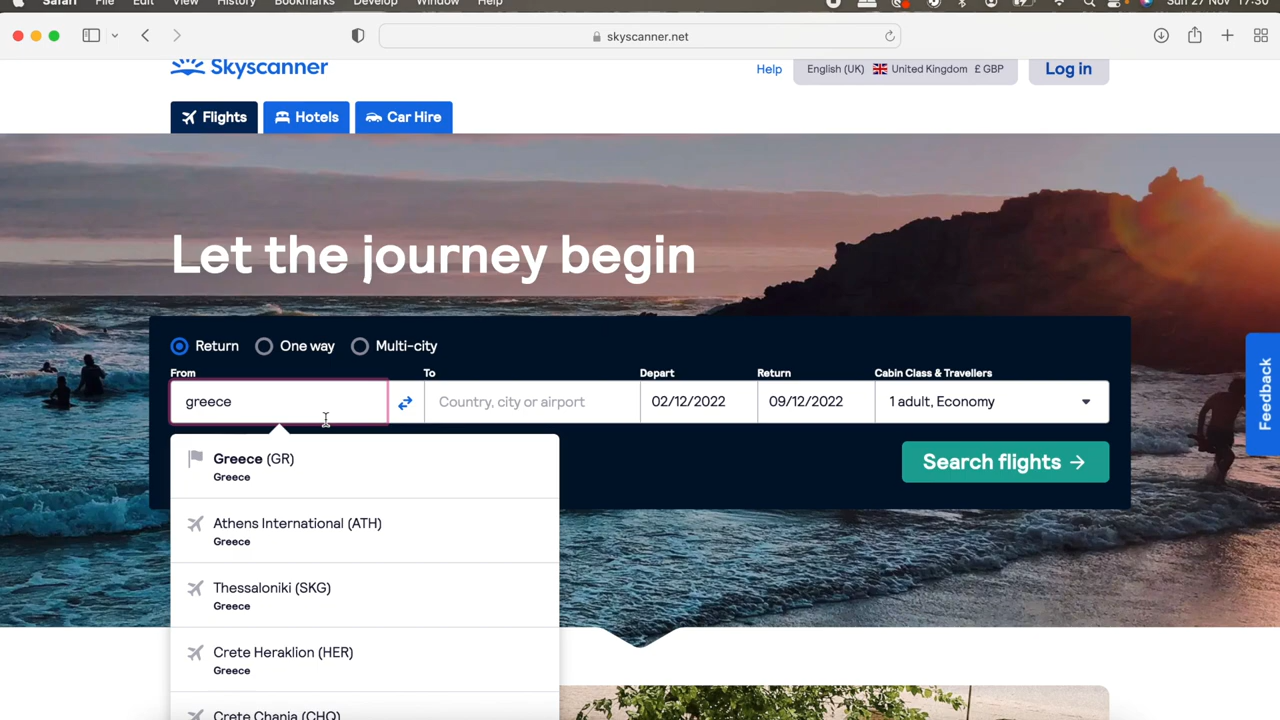 Safari File Edit View History Bookmarks Develop Window Help Sun 27 Nov 17:30
skyscanner.net
Skyscanner
Help English (UK) United Kingdom £ GBP Log in
Flights Hotels Car Hire
Let the journey begin
Return One way Multi-city
From To Depart Return Cabin Class & Travellers
greece Country, city or airport 02/12/2022 09/12/2022 1 adult, Economy
Feedback
Search flights →
Greece (GR)
Greece
Athens International (ATH)
Greece
Thessaloniki (SKG)
Greece
Crete Heraklion (HER)
Greece
Crete Chania (CHQ)